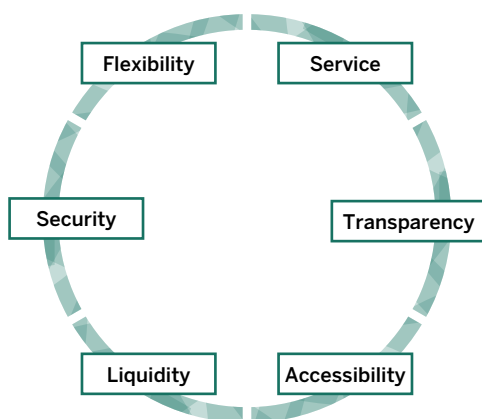 Flexibility
Service
Security
Transparency
Liquidity
Accessibility